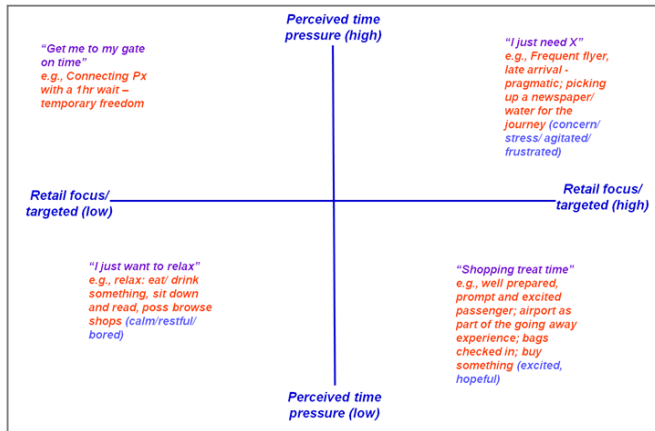 Perceived time
pressure (high)
“Get me to my gate
on time”
e.g., Connecting Px
with a 1hr wait –
temporary freedom
“I just need X”
e.g., Frequent flyer,
late arrival -
pragmatic; picking
up a newspaper/
water for the
journey (concern/
stress/ agitated/
frustrated)
Retail focus/
targeted (low)
Retail focus/
targeted (high)
“I just want to relax”
e.g., relax: eat/ drink
something, sit down
and read, poss browse
shops (calm/restful/
bored)
“Shopping treat time”
e.g., well prepared,
prompt and excited
passenger; airport as
part of the going away
experience; bags
checked in; buy
something (excited,
hopeful)
Perceived time
pressure (low)